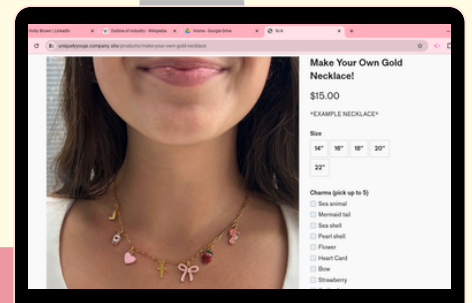 Holly Brown | LinkedIn
Outline of industry - Wikipedia
Home - Google Drive
N/A
uniquelyyouja.company.site/products/make-your-own-gold-necklace
Make Your Own Gold
Necklace!
$15.00
*EXAMPLE NECKLACE*
Size
14" 16" 18" 20"
22"
Charms (pick up to 5)
Sea animal
Mermaid tail
Sea shell
Pearl shell
Flower
Heart Card
Bow
Strawberry